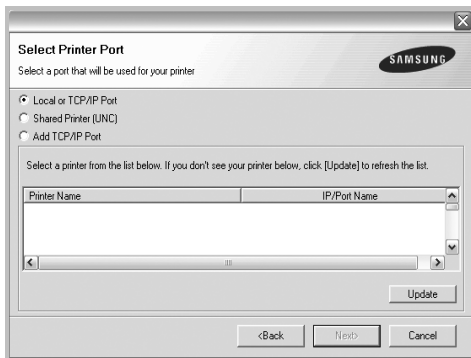 Select Printer Port
Select a port that will be used for your printer
SAMSUNG
Local or TCP/IP Port
Shared Printer (UNC)
Add TCP/IP Port
Select a printer from the list below. If you don't see your printer below, click [Update] to refresh the list.
Printer Name IP/Port Name
Update
<Back Next> Cancel